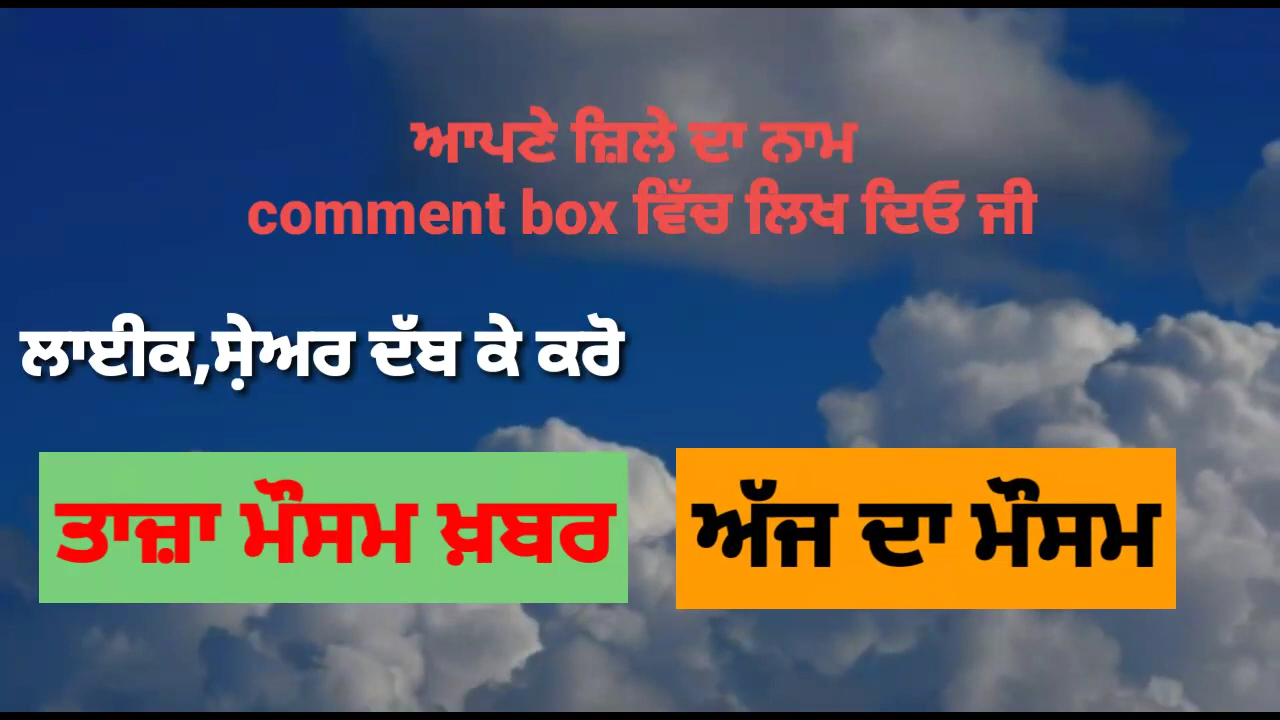 ਆਪਣੇ ਜ਼ਿਲੇ ਦਾ ਨਾਮ
comment box ਵਿੱਚ ਲਿਖ ਦਿਓ ਜੀ
ਲਾਈਕ,ਸ਼ੇਅਰ ਦੱਬ ਕੇ ਕਰੋ
ਤਾਜ਼ਾ ਮੌਸਮ ਖ਼ਬਰ
ਅੱਜ ਦਾ ਮੌਸਮ